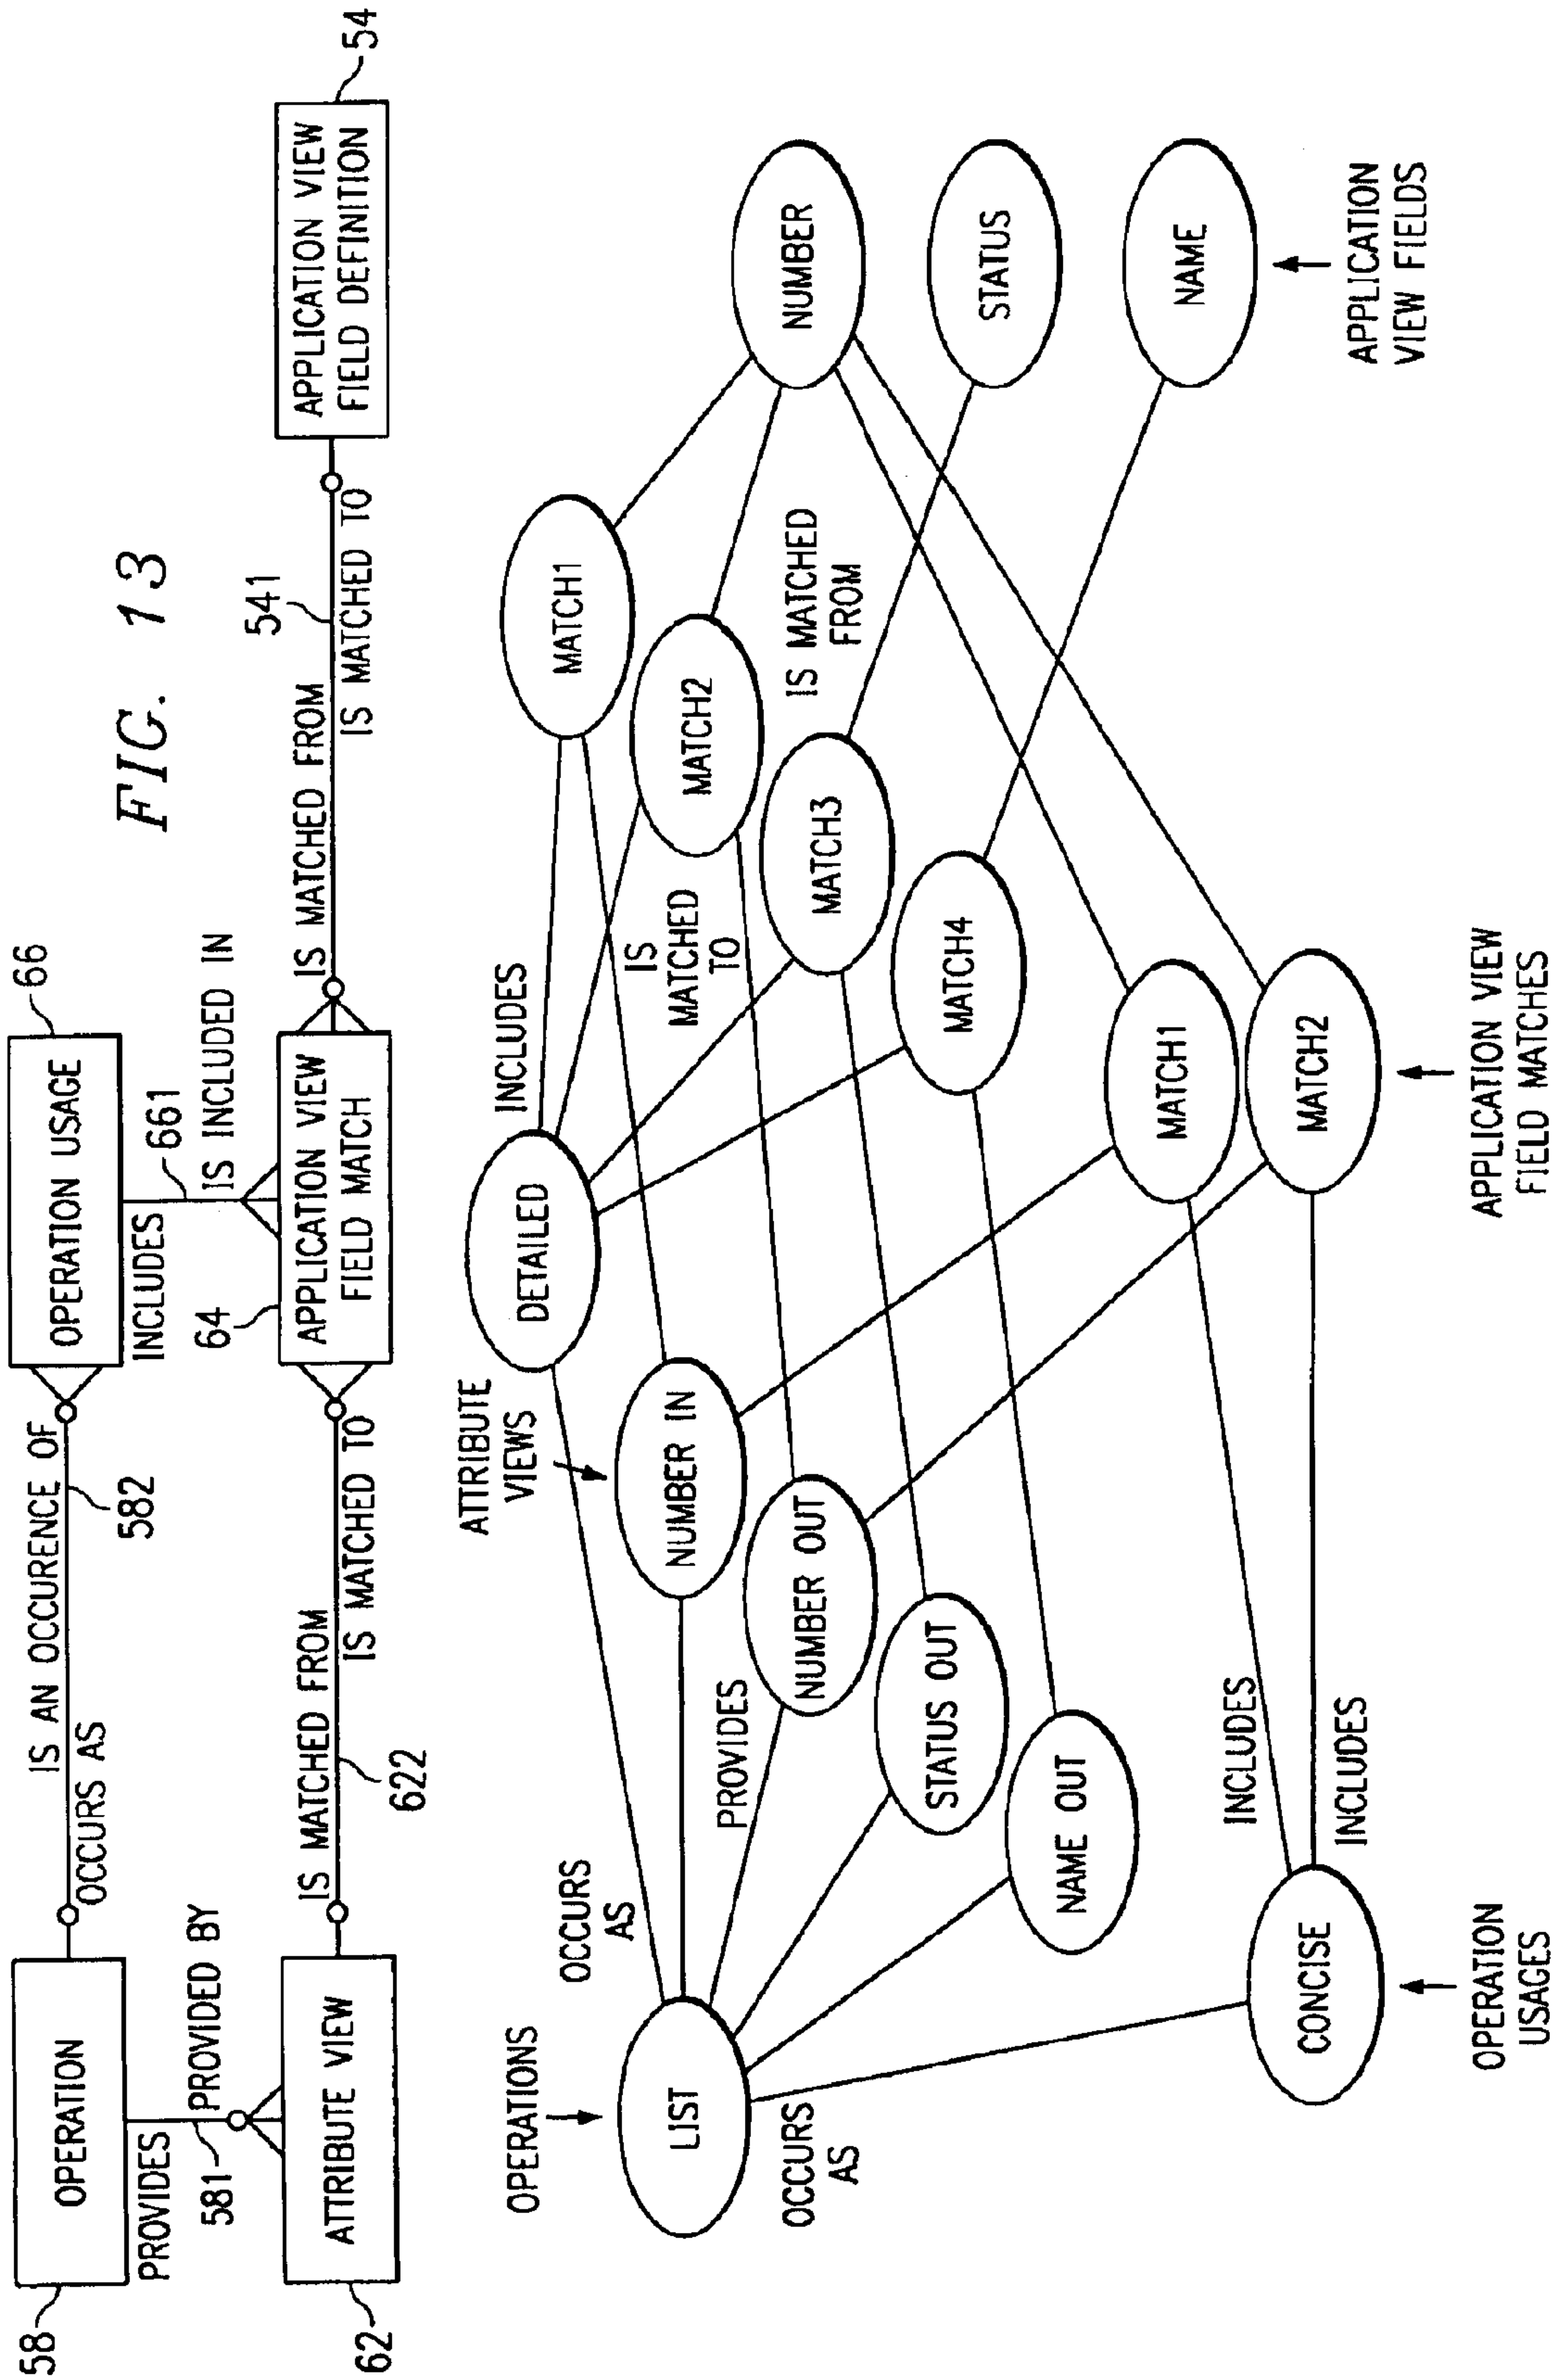 FIG. 13
58
OPERATION
OCCURS AS
IS AN OCCURENCE OF
582
OPERATION USAGE
66
PROVIDES
581
PROVIDED BY
INCLUDES
661
IS INCLUDED IN
62
ATTRIBUTE VIEW
IS MATCHED FROM
622
IS MATCHED TO
64
APPLICATION VIEW
FIELD MATCH
IS MATCHED FROM
541
IS MATCHED TO
APPLICATION VIEW
FIELD DEFINITION
54
OPERATIONS
LIST
OCCURS
AS
OCCURS
AS
PROVIDES
ATTRIBUTE
VIEWS
DETAILED
NUMBER IN
NUMBER OUT
STATUS OUT
NAME OUT
INCLUDES
IS
MATCHED
TO
MATCH1
MATCH2
MATCH3
MATCH4
IS MATCHED
FROM
NUMBER
STATUS
NAME
APPLICATION
VIEW FIELDS
MATCH1
MATCH2
APPLICATION VIEW
FIELD MATCHES
INCLUDES
INCLUDES
CONCISE
OPERATION
USAGES